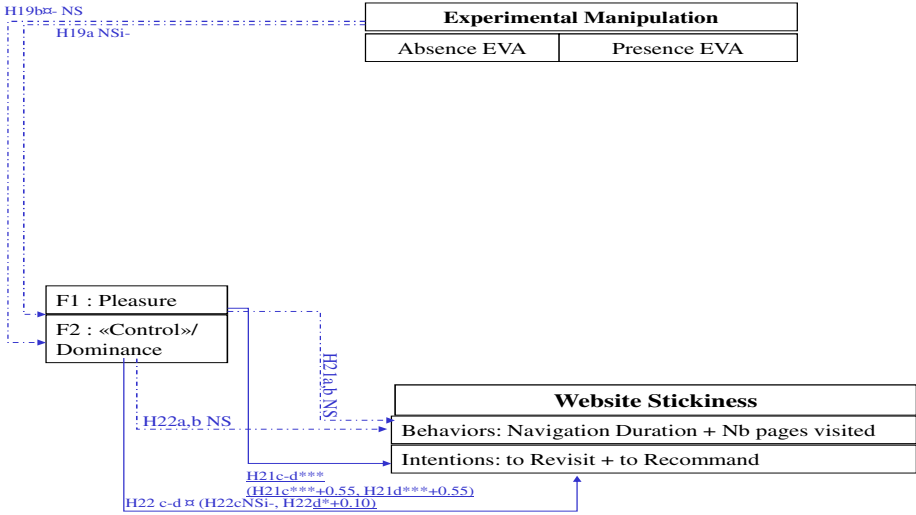 H19b¤- NS
H19a NSi-
Experimental Manipulation
Absence EVA
Presence EVA
F1 : Pleasure
F2 : «Control»/
Dominance
H21a,b NS
H22a,b NS
Website Stickiness
Behaviors: Navigation Duration + Nb pages visited
Intentions: to Revisit + to Recommand
H21c-d***
(H21c***+0.55, H21d***+0.55)
H22 c-d ¤ (H22cNSi-, H22d*+0.10)